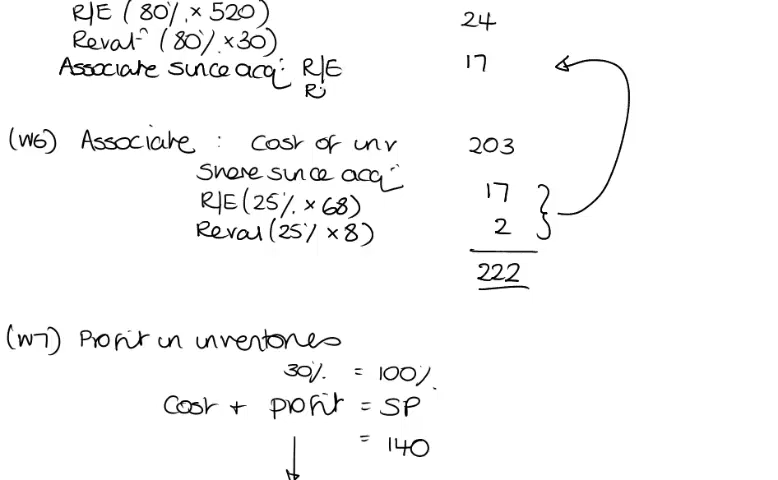 R/E (80% × 520)
Reval^n (80% × 30) 24
Associate since acq: R/E 17
R
(W6) Associate : Cost of inv 203
Share since acq:
R/E (25% × 68) 17
Reval (25% × 8) 2
222
(W7) Profit in inventories
30% = 100%
Cost + profit = SP
= 140